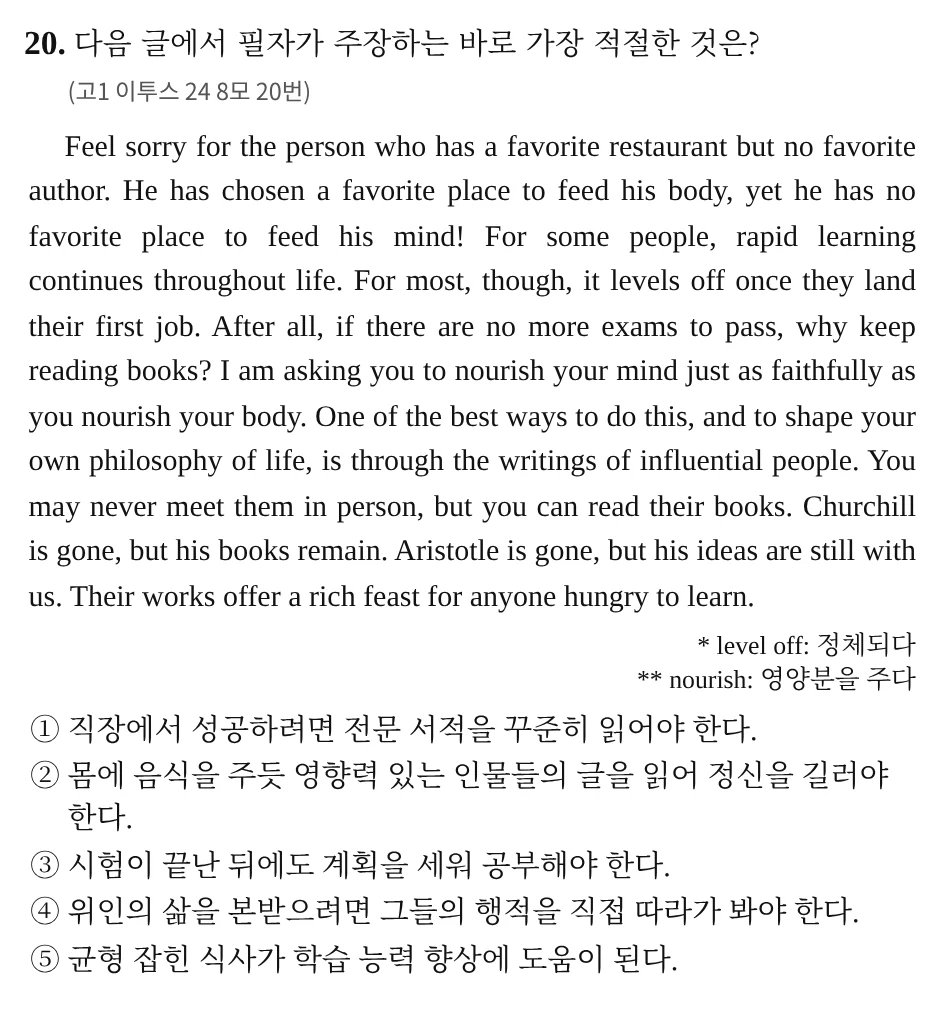 20. 다음 글에서 필자가 주장하는 바로 가장 적절한 것은?
(고1 이투스 24 8모 20번)
Feel sorry for the person who has a favorite restaurant but no favorite
author. He has chosen a favorite place to feed his body, yet he has no
favorite place to feed his mind! For some people, rapid learning
continues throughout life. For most, though, it levels off once they land
their first job. After all, if there are no more exams to pass, why keep
reading books? I am asking you to nourish your mind just as faithfully as
you nourish your body. One of the best ways to do this, and to shape your
own philosophy of life, is through the writings of influential people. You
may never meet them in person, but you can read their books. Churchill
is gone, but his books remain. Aristotle is gone, but his ideas are still with
us. Their works offer a rich feast for anyone hungry to learn.
* level off: 정체되다
** nourish: 영양분을 주다
① 직장에서 성공하려면 전문 서적을 꾸준히 읽어야 한다.
② 몸에 음식을 주듯 영향력 있는 인물들의 글을 읽어 정신을 길러야
한다.
③ 시험이 끝난 뒤에도 계획을 세워 공부해야 한다.
④ 위인의 삶을 본받으려면 그들의 행적을 직접 따라가 봐야 한다.
⑤ 균형 잡힌 식사가 학습 능력 향상에 도움이 된다.